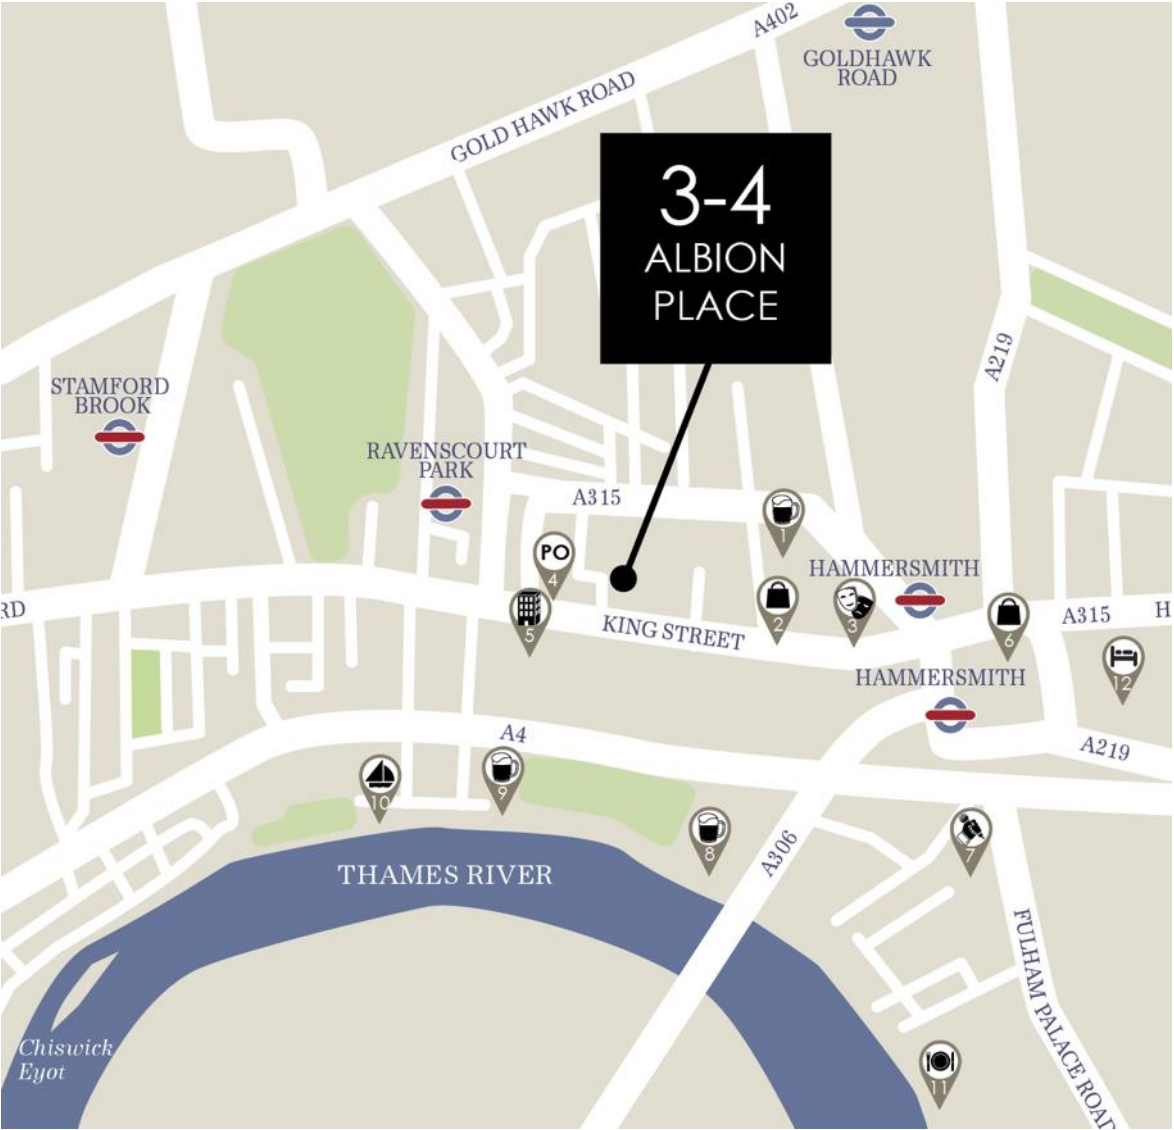 A402
GOLDHAWK
ROAD
GOLD HAWK ROAD
3-4
ALBION
PLACE
A219
STAMFORD
BROOK
RAVENSCOURT
PARK
A315
1
PO
4
HAMMERSMITH
RD
5
KING STREET
2
3
6
A315
H
HAMMERSMITH
12
A4
A219
10
9
8
7
A306
THAMES RIVER
FULHAM PALACE ROAD
Chiswick
Eyot
11